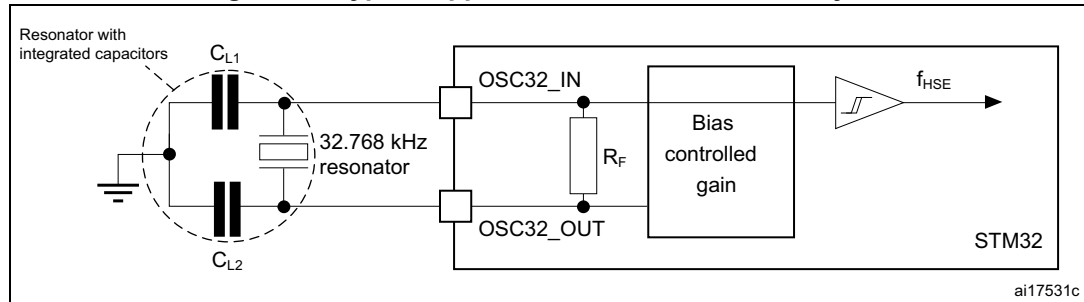 Resonator with
integrated capacitors
CL1
OSC32_IN
fHSE
32.768 kHz
resonator
RF
Bias
controlled
gain
OSC32_OUT
STM32
CL2
ai17531c